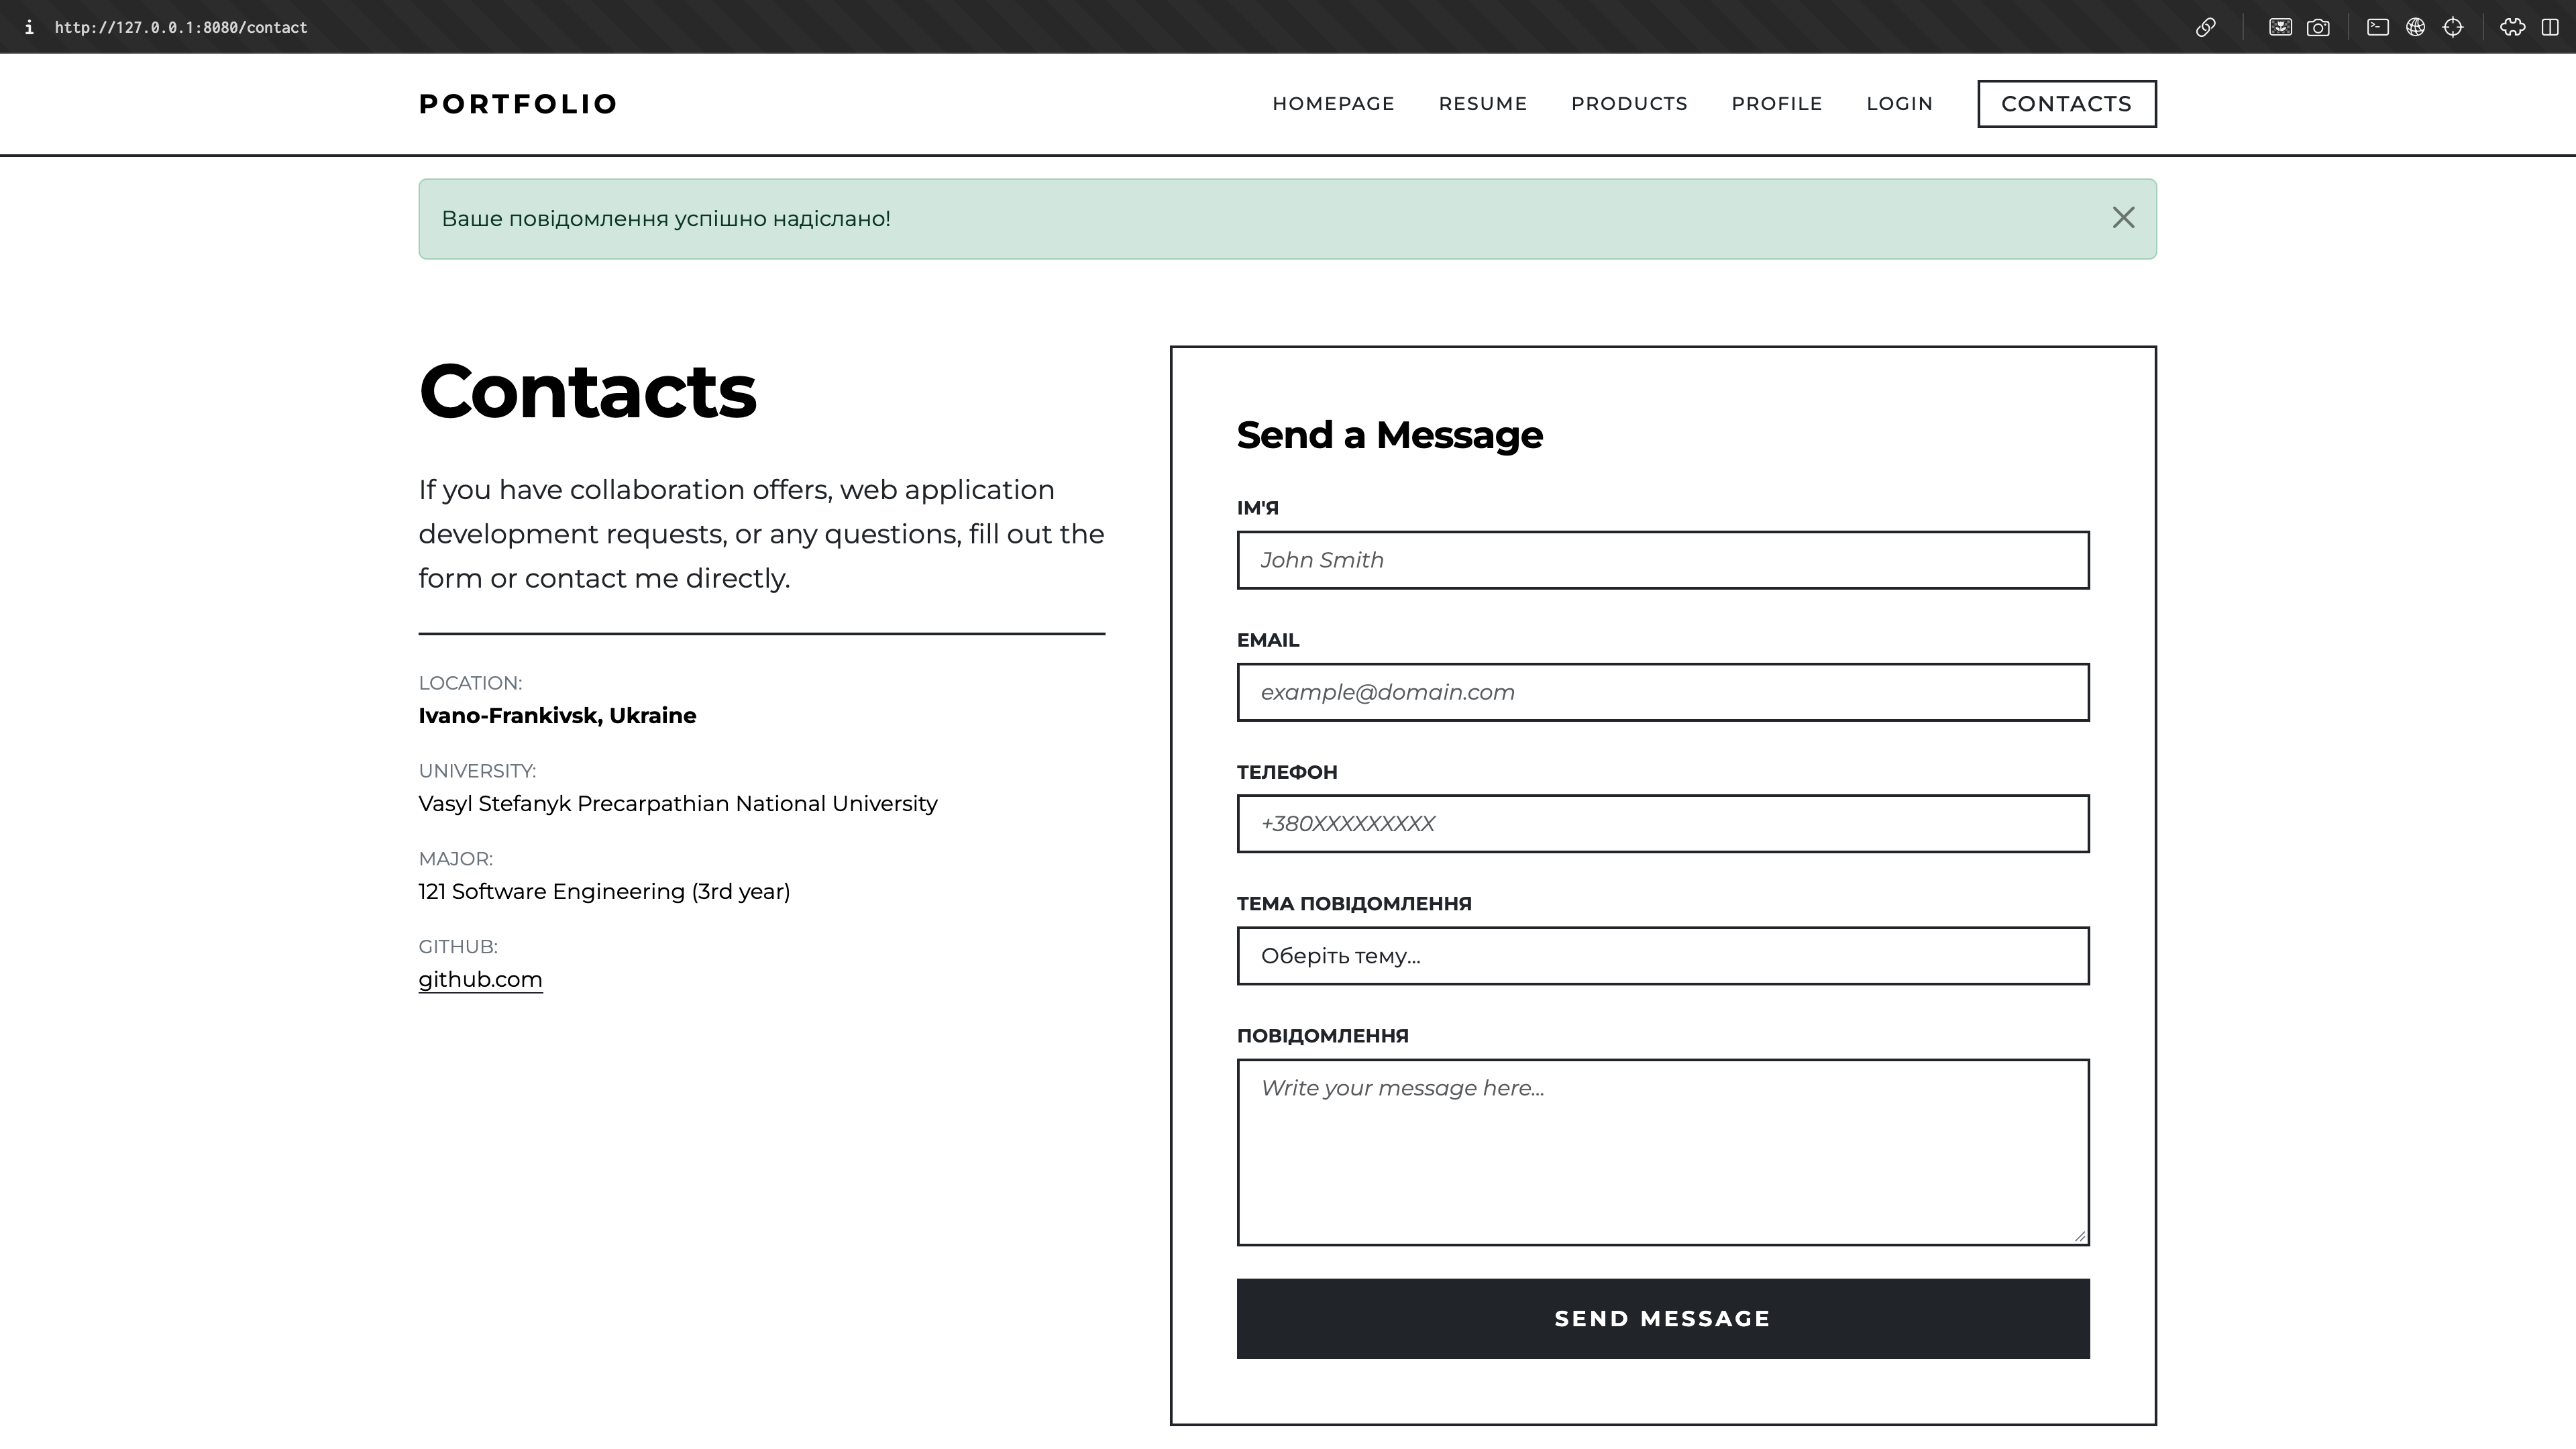 http://127.0.0.1:8080/contact
PORTFOLIO
HOMEPAGE RESUME PRODUCTS PROFILE LOGIN CONTACTS
Ваше повідомлення успішно надіслано!
Contacts
If you have collaboration offers, web application
development requests, or any questions, fill out the
form or contact me directly.
LOCATION:
Ivano-Frankivsk, Ukraine
UNIVERSITY:
Vasyl Stefanyk Precarpathian National University
MAJOR:
121 Software Engineering (3rd year)
GITHUB:
github.com
Send a Message
ІМ'Я
John Smith
EMAIL
example@domain.com
ТЕЛЕФОН
+380XXXXXXXXX
ТЕМА ПОВІДОМЛЕННЯ
Оберіть тему...
ПОВІДОМЛЕННЯ
Write your message here...
SEND MESSAGE